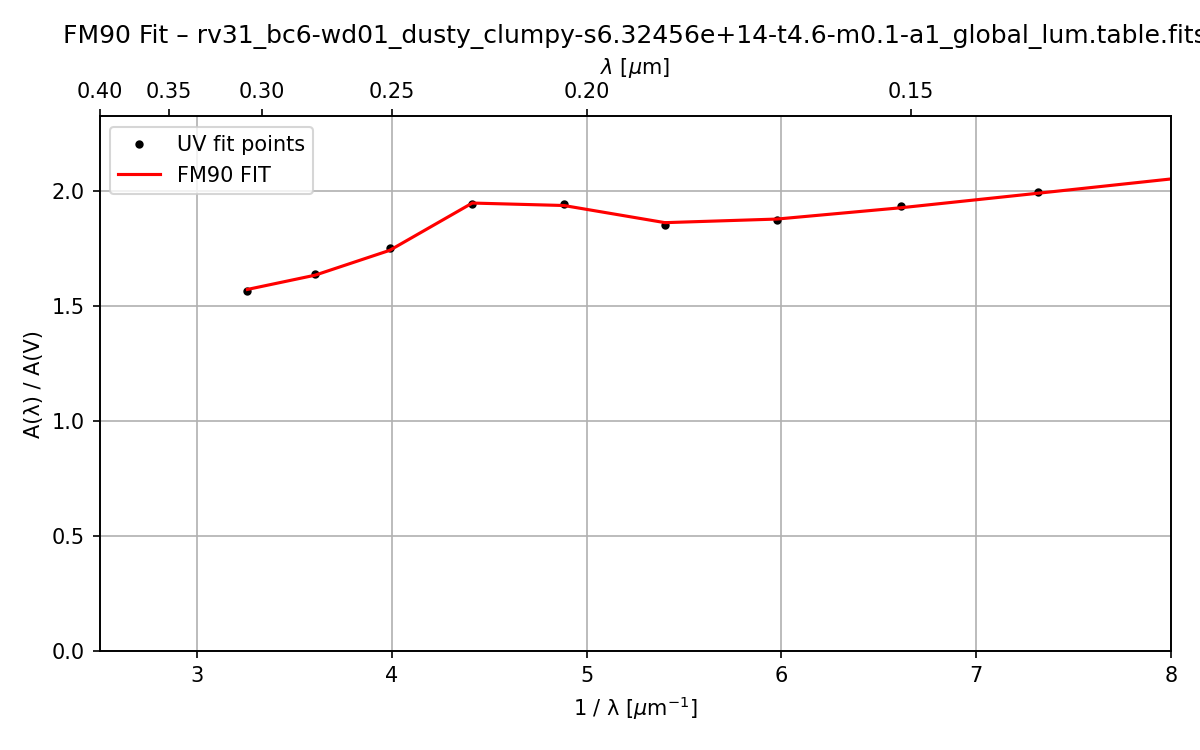 FM90 Fit – rv31_bc6-wd01_dusty_clumpy-s6.32456e+14-t4.6-m0.1-a1_global_lum.table.fits
λ [μm]
0.40 0.35 0.30 0.25 0.20 0.15
UV fit points
FM90 FIT
A(λ) / A(V)
2.0
1.5
1.0
0.5
0.0
3 4 5 6 7 8
1 / λ [μm⁻¹]